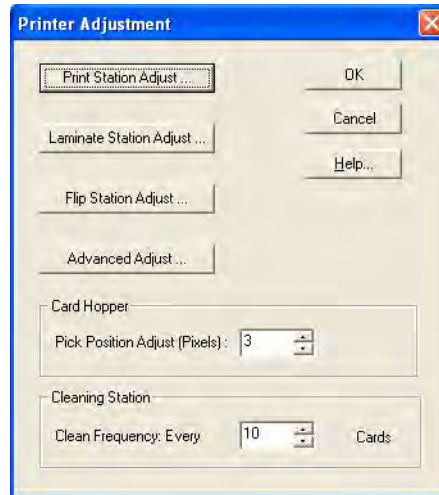 Printer Adjustment
Print Station Adjust ...
OK
Cancel
Laminate Station Adjust ...
Help...
Flip Station Adjust ...
Advanced Adjust ...
Card Hopper
Pick Position Adjust (Pixels) : 3
Cleaning Station
Clean Frequency: Every 10 Cards